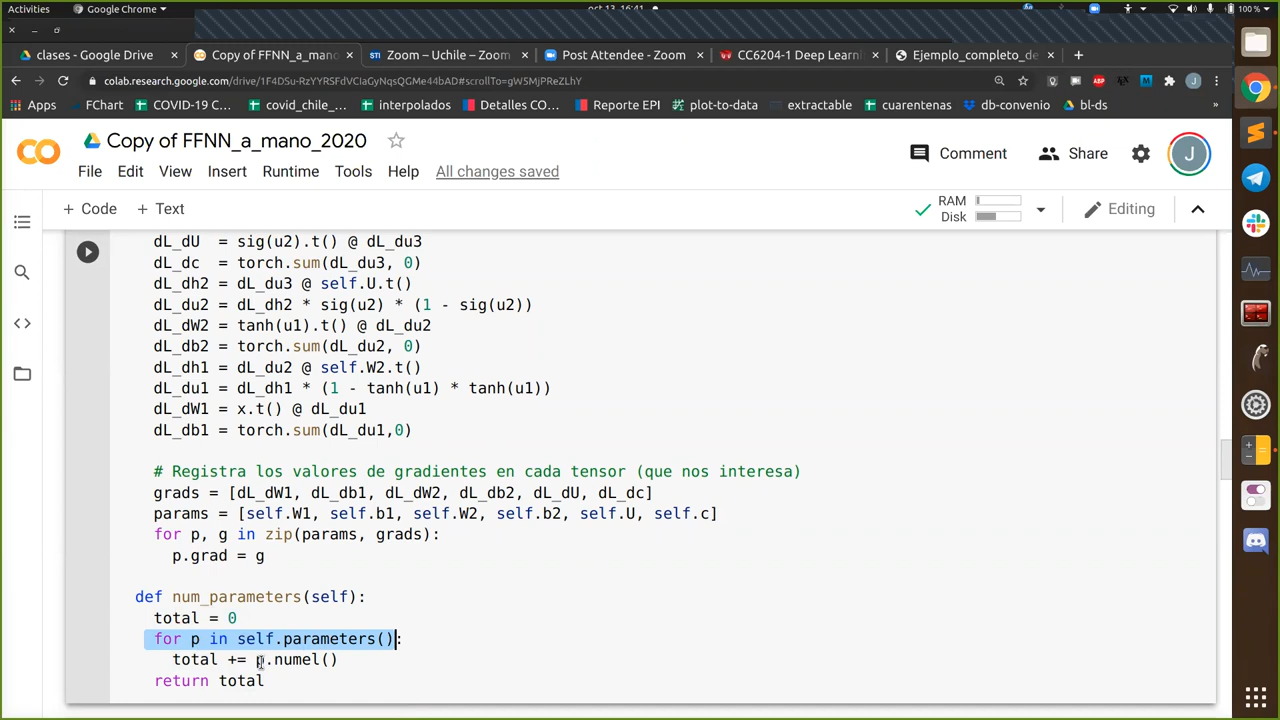 Activities
Google Chrome
100 %
clases - Google Drive
Copy of FFNN_a_mano_
Zoom – Uchile – Zoom
Post Attendee - Zoom
CC6204-1 Deep Learni
Ejemplo_completo_de
colab.research.google.com/drive/1F4DSu-RzYYRSFdVCIaGyNqsQGMe44bAD#scrollTo=gW5MjPReZLhY
Apps
FChart
COVID-19 C...
covid_chile_...
interpolados
Detalles CO...
Reporte EPI
plot-to-data
extractable
cuarentenas
db-convenio
bl-ds
»
Copy of FFNN_a_mano_2020
File Edit View Insert Runtime Tools Help All changes saved
Comment
Share
J
+ Code + Text
RAM
Disk
Editing
dL_dU = sig(u2).t() @ dL_du3
dL_dc = torch.sum(dL_du3, 0)
dL_dh2 = dL_du3 @ self.U.t()
dL_du2 = dL_dh2 * sig(u2) * (1 - sig(u2))
dL_dW2 = tanh(u1).t() @ dL_du2
dL_db2 = torch.sum(dL_du2, 0)
dL_dh1 = dL_du2 @ self.W2.t()
dL_du1 = dL_dh1 * (1 - tanh(u1) * tanh(u1))
dL_dW1 = x.t() @ dL_du1
dL_db1 = torch.sum(dL_du1,0)
# Registra los valores de gradientes en cada tensor (que nos interesa)
grads = [dL_dW1, dL_db1, dL_dW2, dL_db2, dL_dU, dL_dc]
params = [self.W1, self.b1, self.W2, self.b2, self.U, self.c]
for p, g in zip(params, grads):
p.grad = g
def num_parameters(self):
total = 0
for p in self.parameters():
total += p.numel()
return total